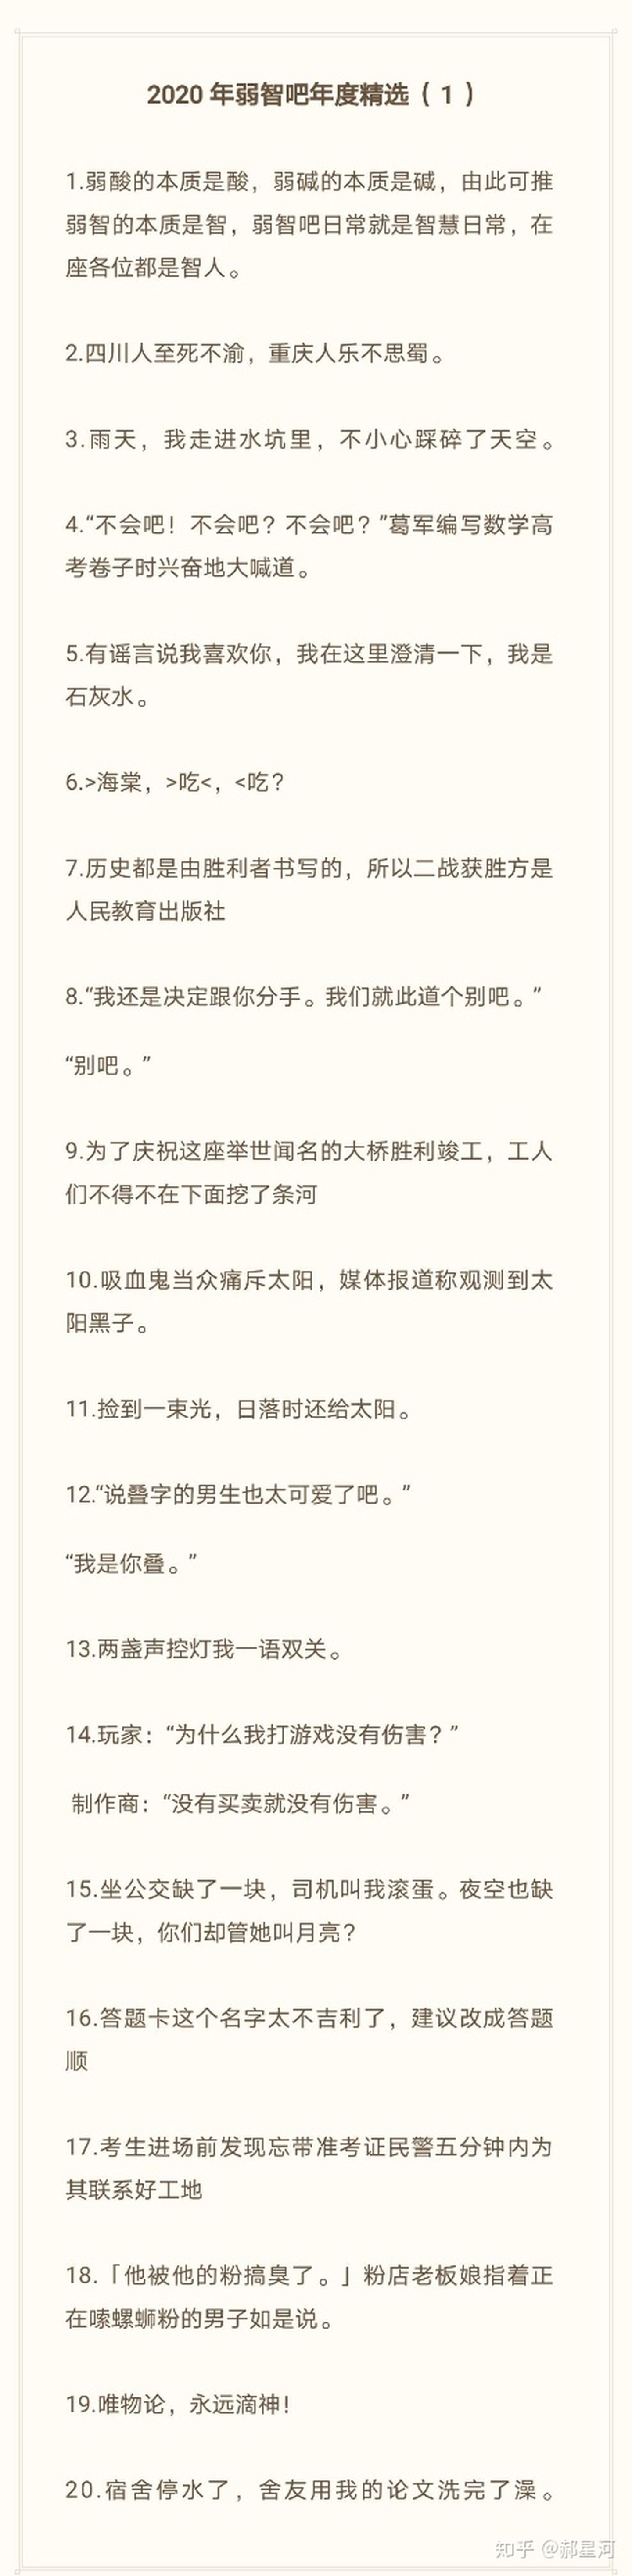 2020 年弱智吧年度精选（ 1 ）
1.弱酸的本质是酸，弱碱的本质是碱，由此可推
弱智的本质是智，弱智吧日常就是智慧日常，在
座各位都是智人。
2.四川人至死不渝，重庆人乐不思蜀。
3.雨天，我走进水坑里，不小心踩碎了天空。
4.“不会吧！不会吧？不会吧？”葛军编写数学高
考卷子时兴奋地大喊道。
5.有谣言说我喜欢你，我在这里澄清一下，我是
石灰水。
6.>海棠，>吃<，<吃？
7.历史都是由胜利者书写的，所以二战获胜方是
人民教育出版社
8.“我还是决定跟你分手。我们就此道个别吧。”
“别吧。”
9.为了庆祝这座举世闻名的大桥胜利竣工，工人
们不得不在下面挖了条河
10.吸血鬼当众痛斥太阳，媒体报道称观测到太
阳黑子。
11.捡到一束光，日落时还给太阳。
12.“说叠字的男生也太可爱了吧。”
“我是你叠。”
13.两盏声控灯我一语双关。
14.玩家：“为什么我打游戏没有伤害？”
制作商：“没有买卖就没有伤害。”
15.坐公交缺了一块，司机叫我滚蛋。夜空也缺
了一块，你们却管她叫月亮？
16.答题卡这个名字太不吉利了，建议改成答题
顺
17.考生进场前发现忘带准考证民警五分钟内为
其联系好工地
18.「他被他的粉搞臭了。」粉店老板娘指着正
在嗦螺蛳粉的男子如是说。
19.唯物论，永远滴神！
20.宿舍停水了，舍友用我的论文洗完了澡。
知乎 @郝星河